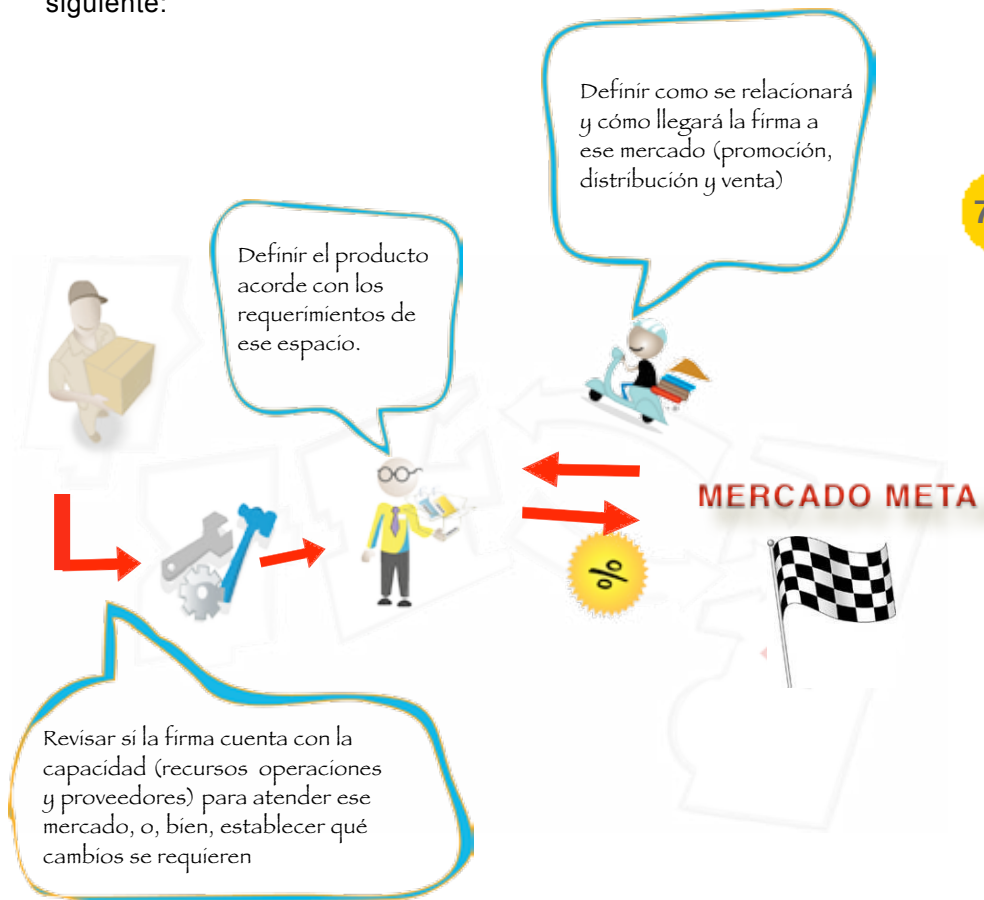 siguiente:
Definir como se relacionará
y cómo llegará la firma a
ese mercado (promoción,
distribución y venta)
7
Definir el producto
acorde con los
requerimientos de
ese espacio.
MERCADO META
%
Revisar si la firma cuenta con la
capacidad (recursos operaciones
y proveedores) para atender ese
mercado, o, bien, establecer qué
cambios se requieren